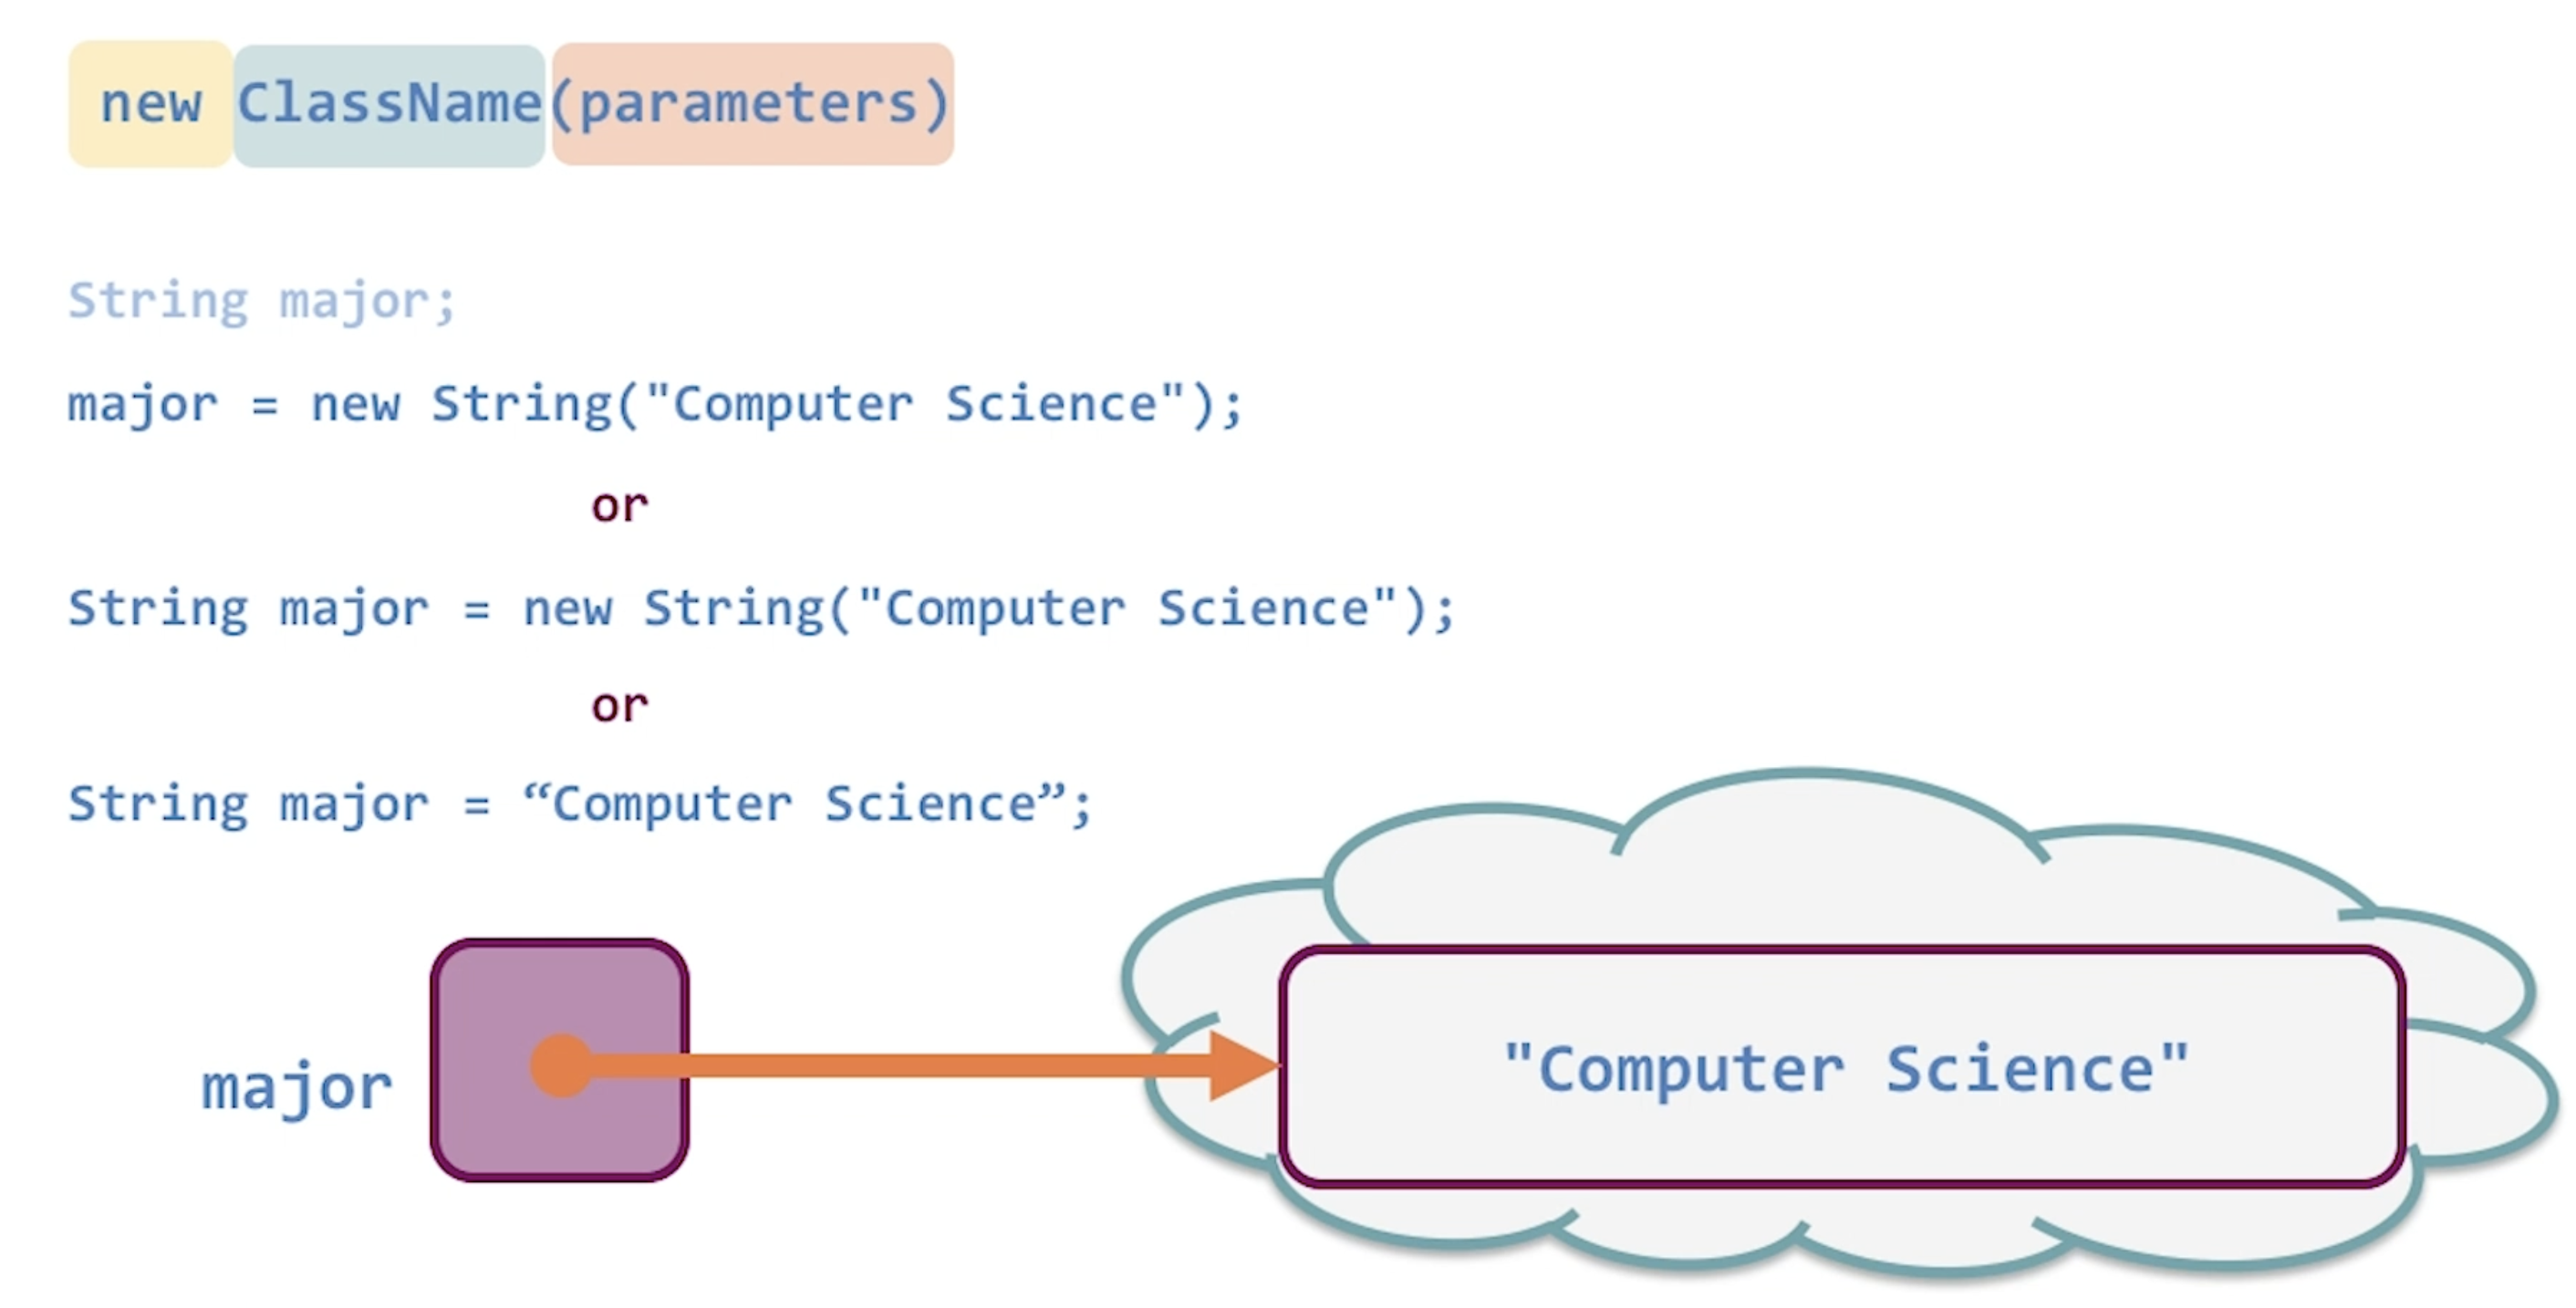 new ClassName(parameters)
String major;
major = new String("Computer Science");
or
String major = new String("Computer Science");
or
String major = “Computer Science”;
major
"Computer Science"